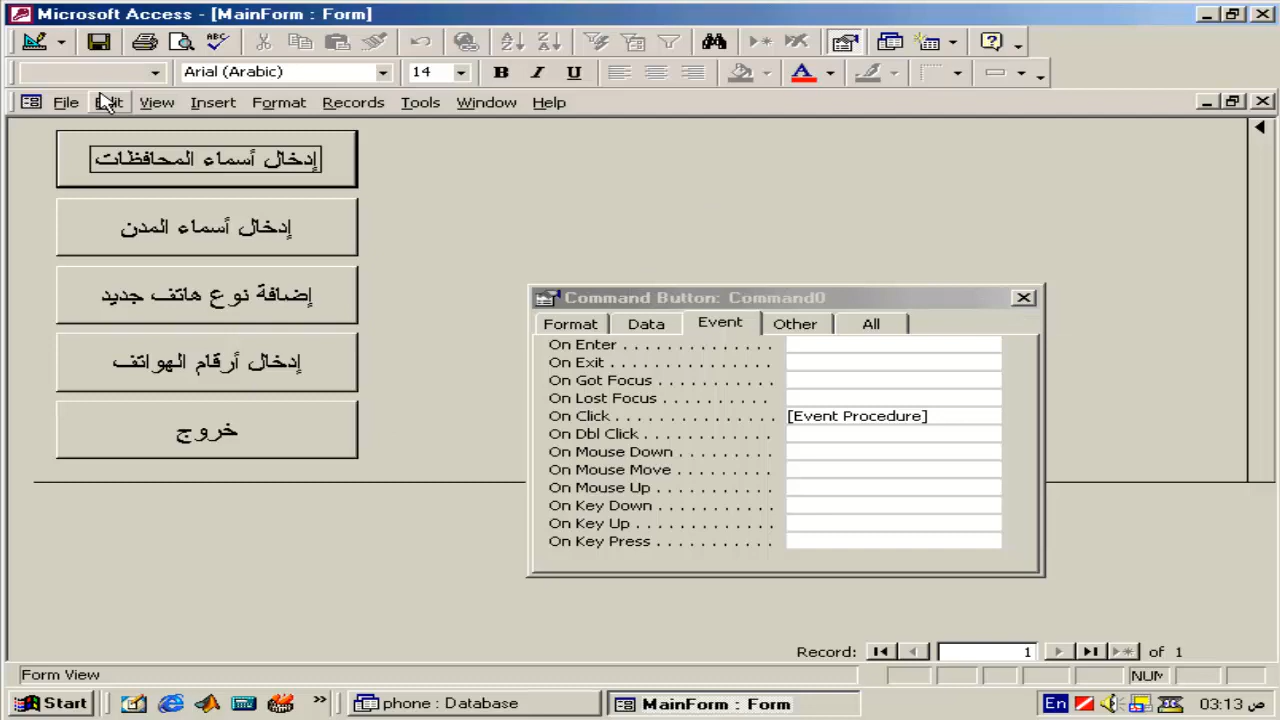 Microsoft Access - [MainForm : Form]
Arial (Arabic) 14 B I U
File Edit View Insert Format Records Tools Window Help
إدخال أسماء المحافظات
إدخال أسماء المدن
إضافة نوع هاتف جديد
إدخال أرقام الهواتف
خروج
Command Button: Command0
Format Data Event Other All
On Enter . . . . . . . . . . . . . .
On Exit . . . . . . . . . . . . . . .
On Got Focus . . . . . . . . . . .
On Lost Focus . . . . . . . . . .
On Click . . . . . . . . . . . . . . . [Event Procedure]
On Dbl Click . . . . . . . . . . . .
On Mouse Down . . . . . . . . .
On Mouse Move . . . . . . . . .
On Mouse Up . . . . . . . . . . .
On Key Down . . . . . . . . . . .
On Key Up . . . . . . . . . . . . .
On Key Press . . . . . . . . . . .
Record: 1 of 1
Form View NUM
Start » phone : Database MainForm : Form En 03:13 ص